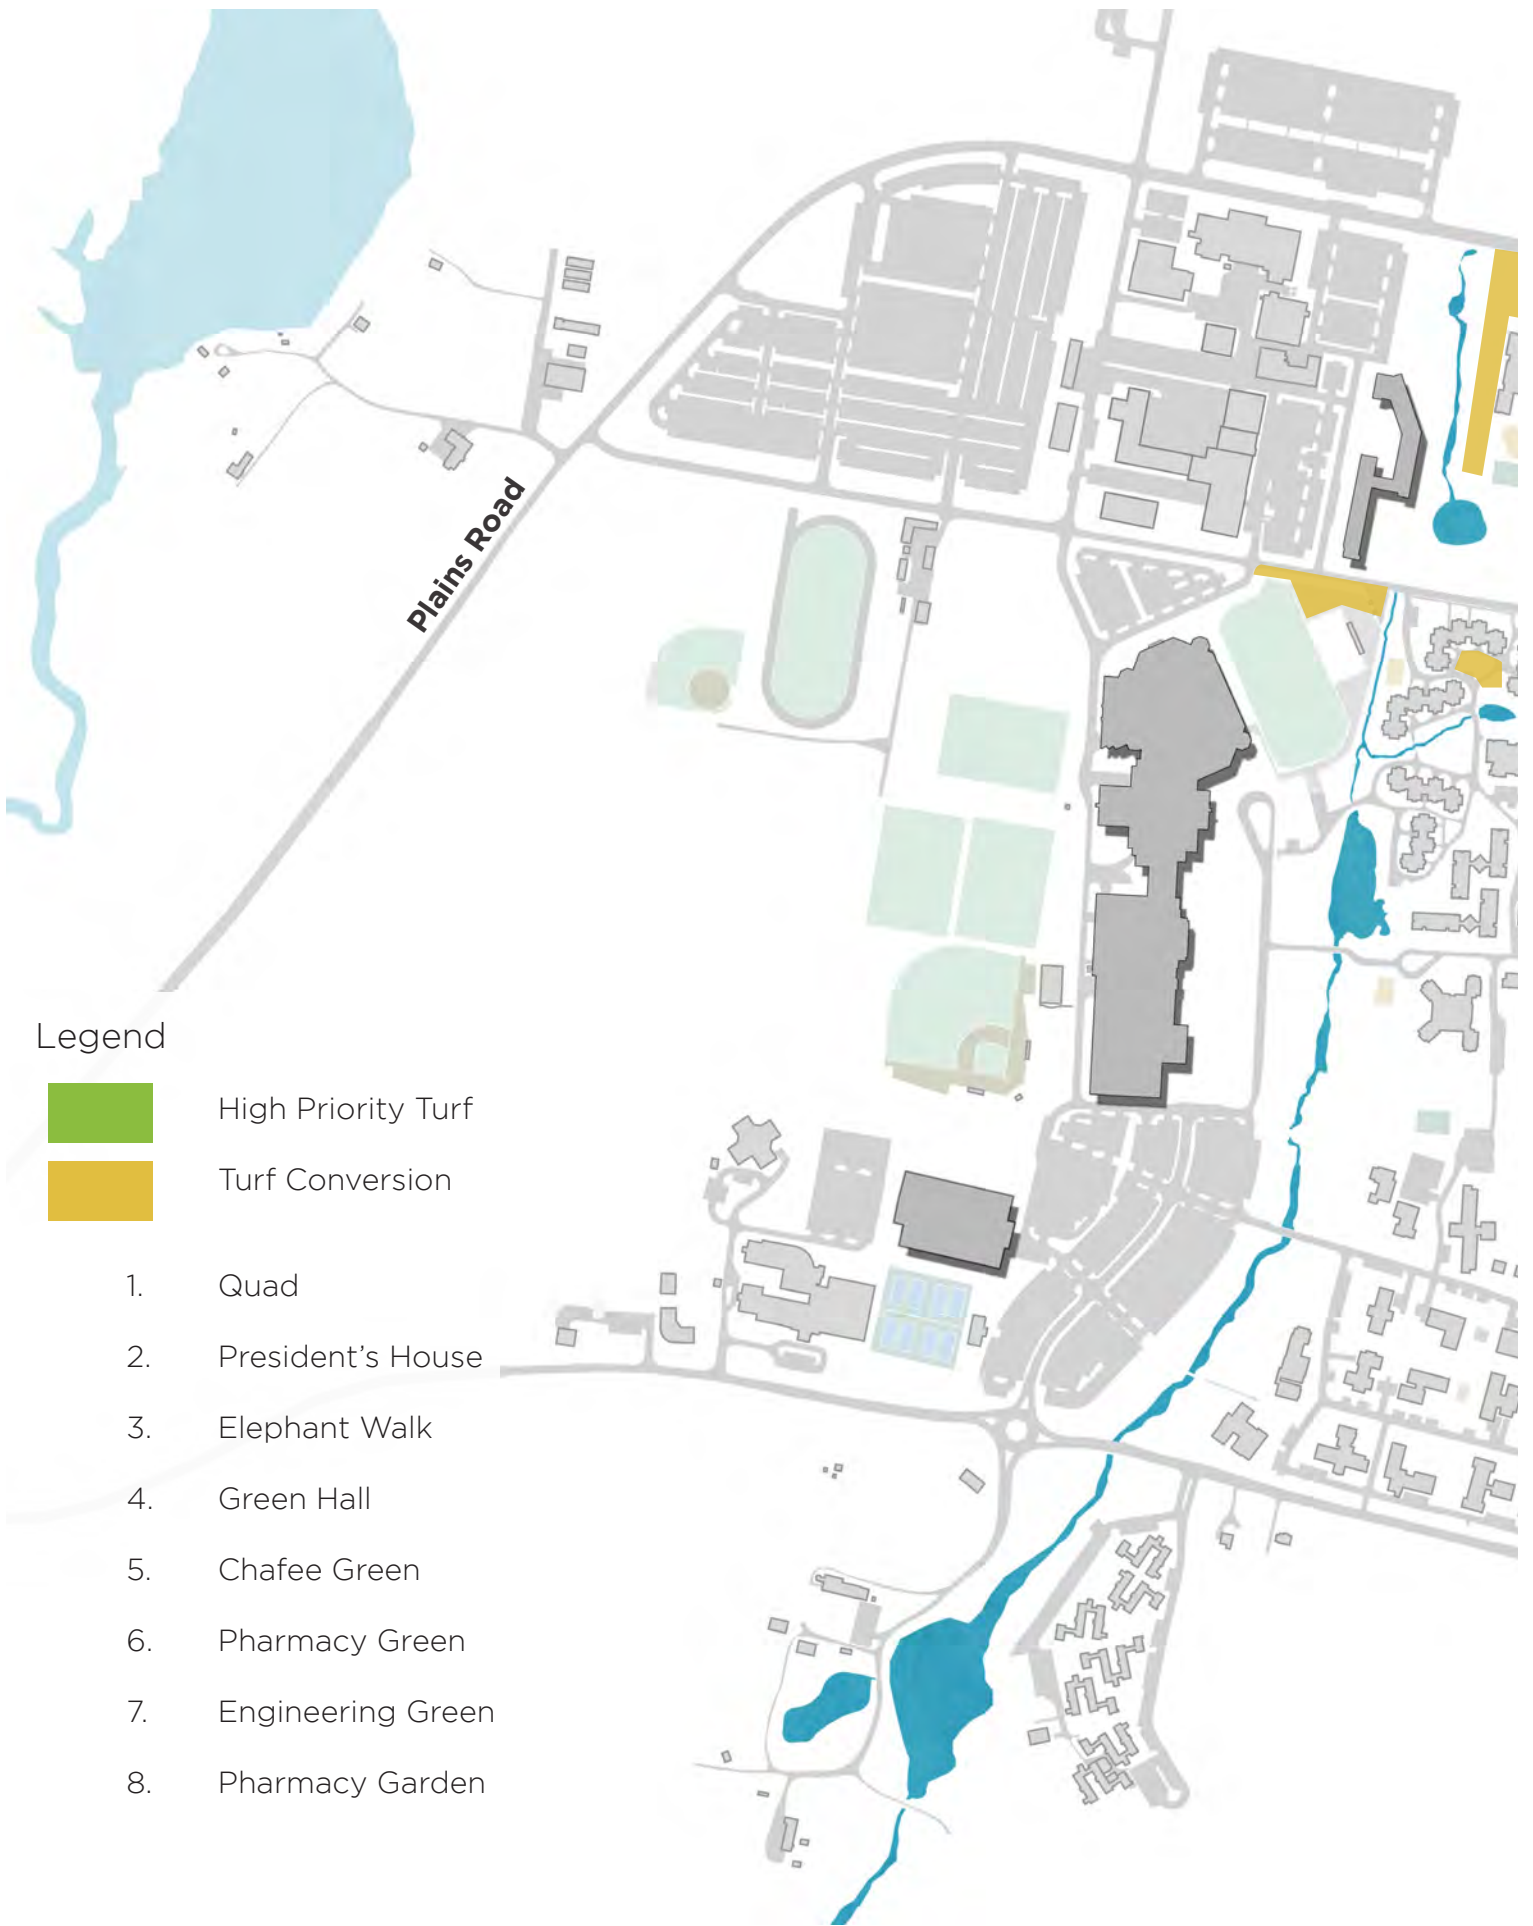 Plains Road
Legend
High Priority Turf
Turf Conversion
1. Quad
2. President's House
3. Elephant Walk
4. Green Hall
5. Chafee Green
6. Pharmacy Green
7. Engineering Green
8. Pharmacy Garden